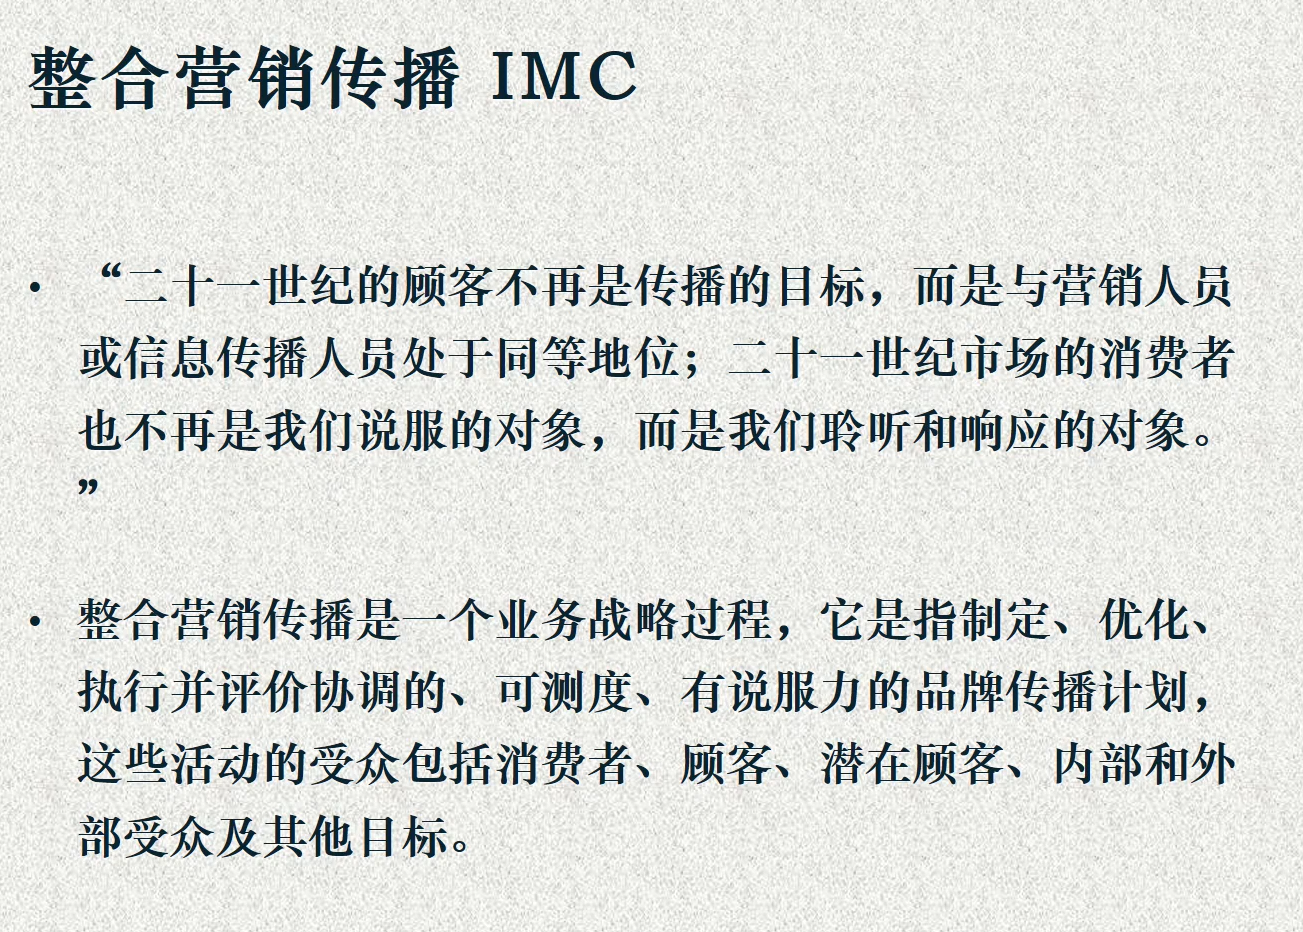 整合营销传播 IMC
• “二十一世纪的顾客不再是传播的目标，而是与营销人员
或信息传播人员处于同等地位；二十一世纪市场的消费者
也不再是我们说服的对象，而是我们聆听和响应的对象。
”
• 整合营销传播是一个业务战略过程，它是指制定、优化、
执行并评价协调的、可测度、有说服力的品牌传播计划，
这些活动的受众包括消费者、顾客、潜在顾客、内部和外
部受众及其他目标。